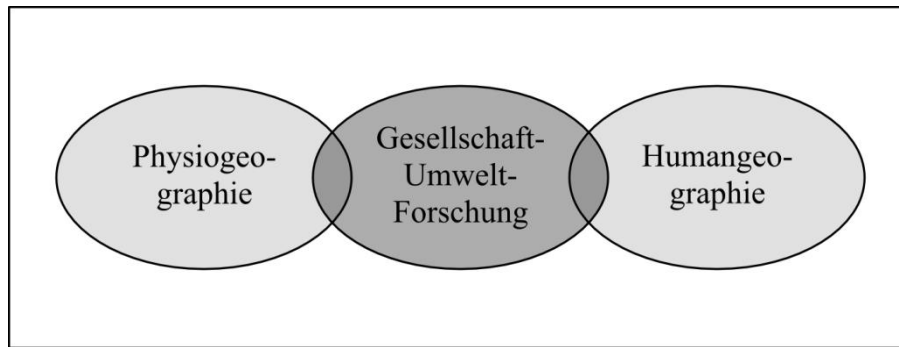 Physiogeo-
graphie
Gesellschaft-
Umwelt-
Forschung
Humangeo-
graphie